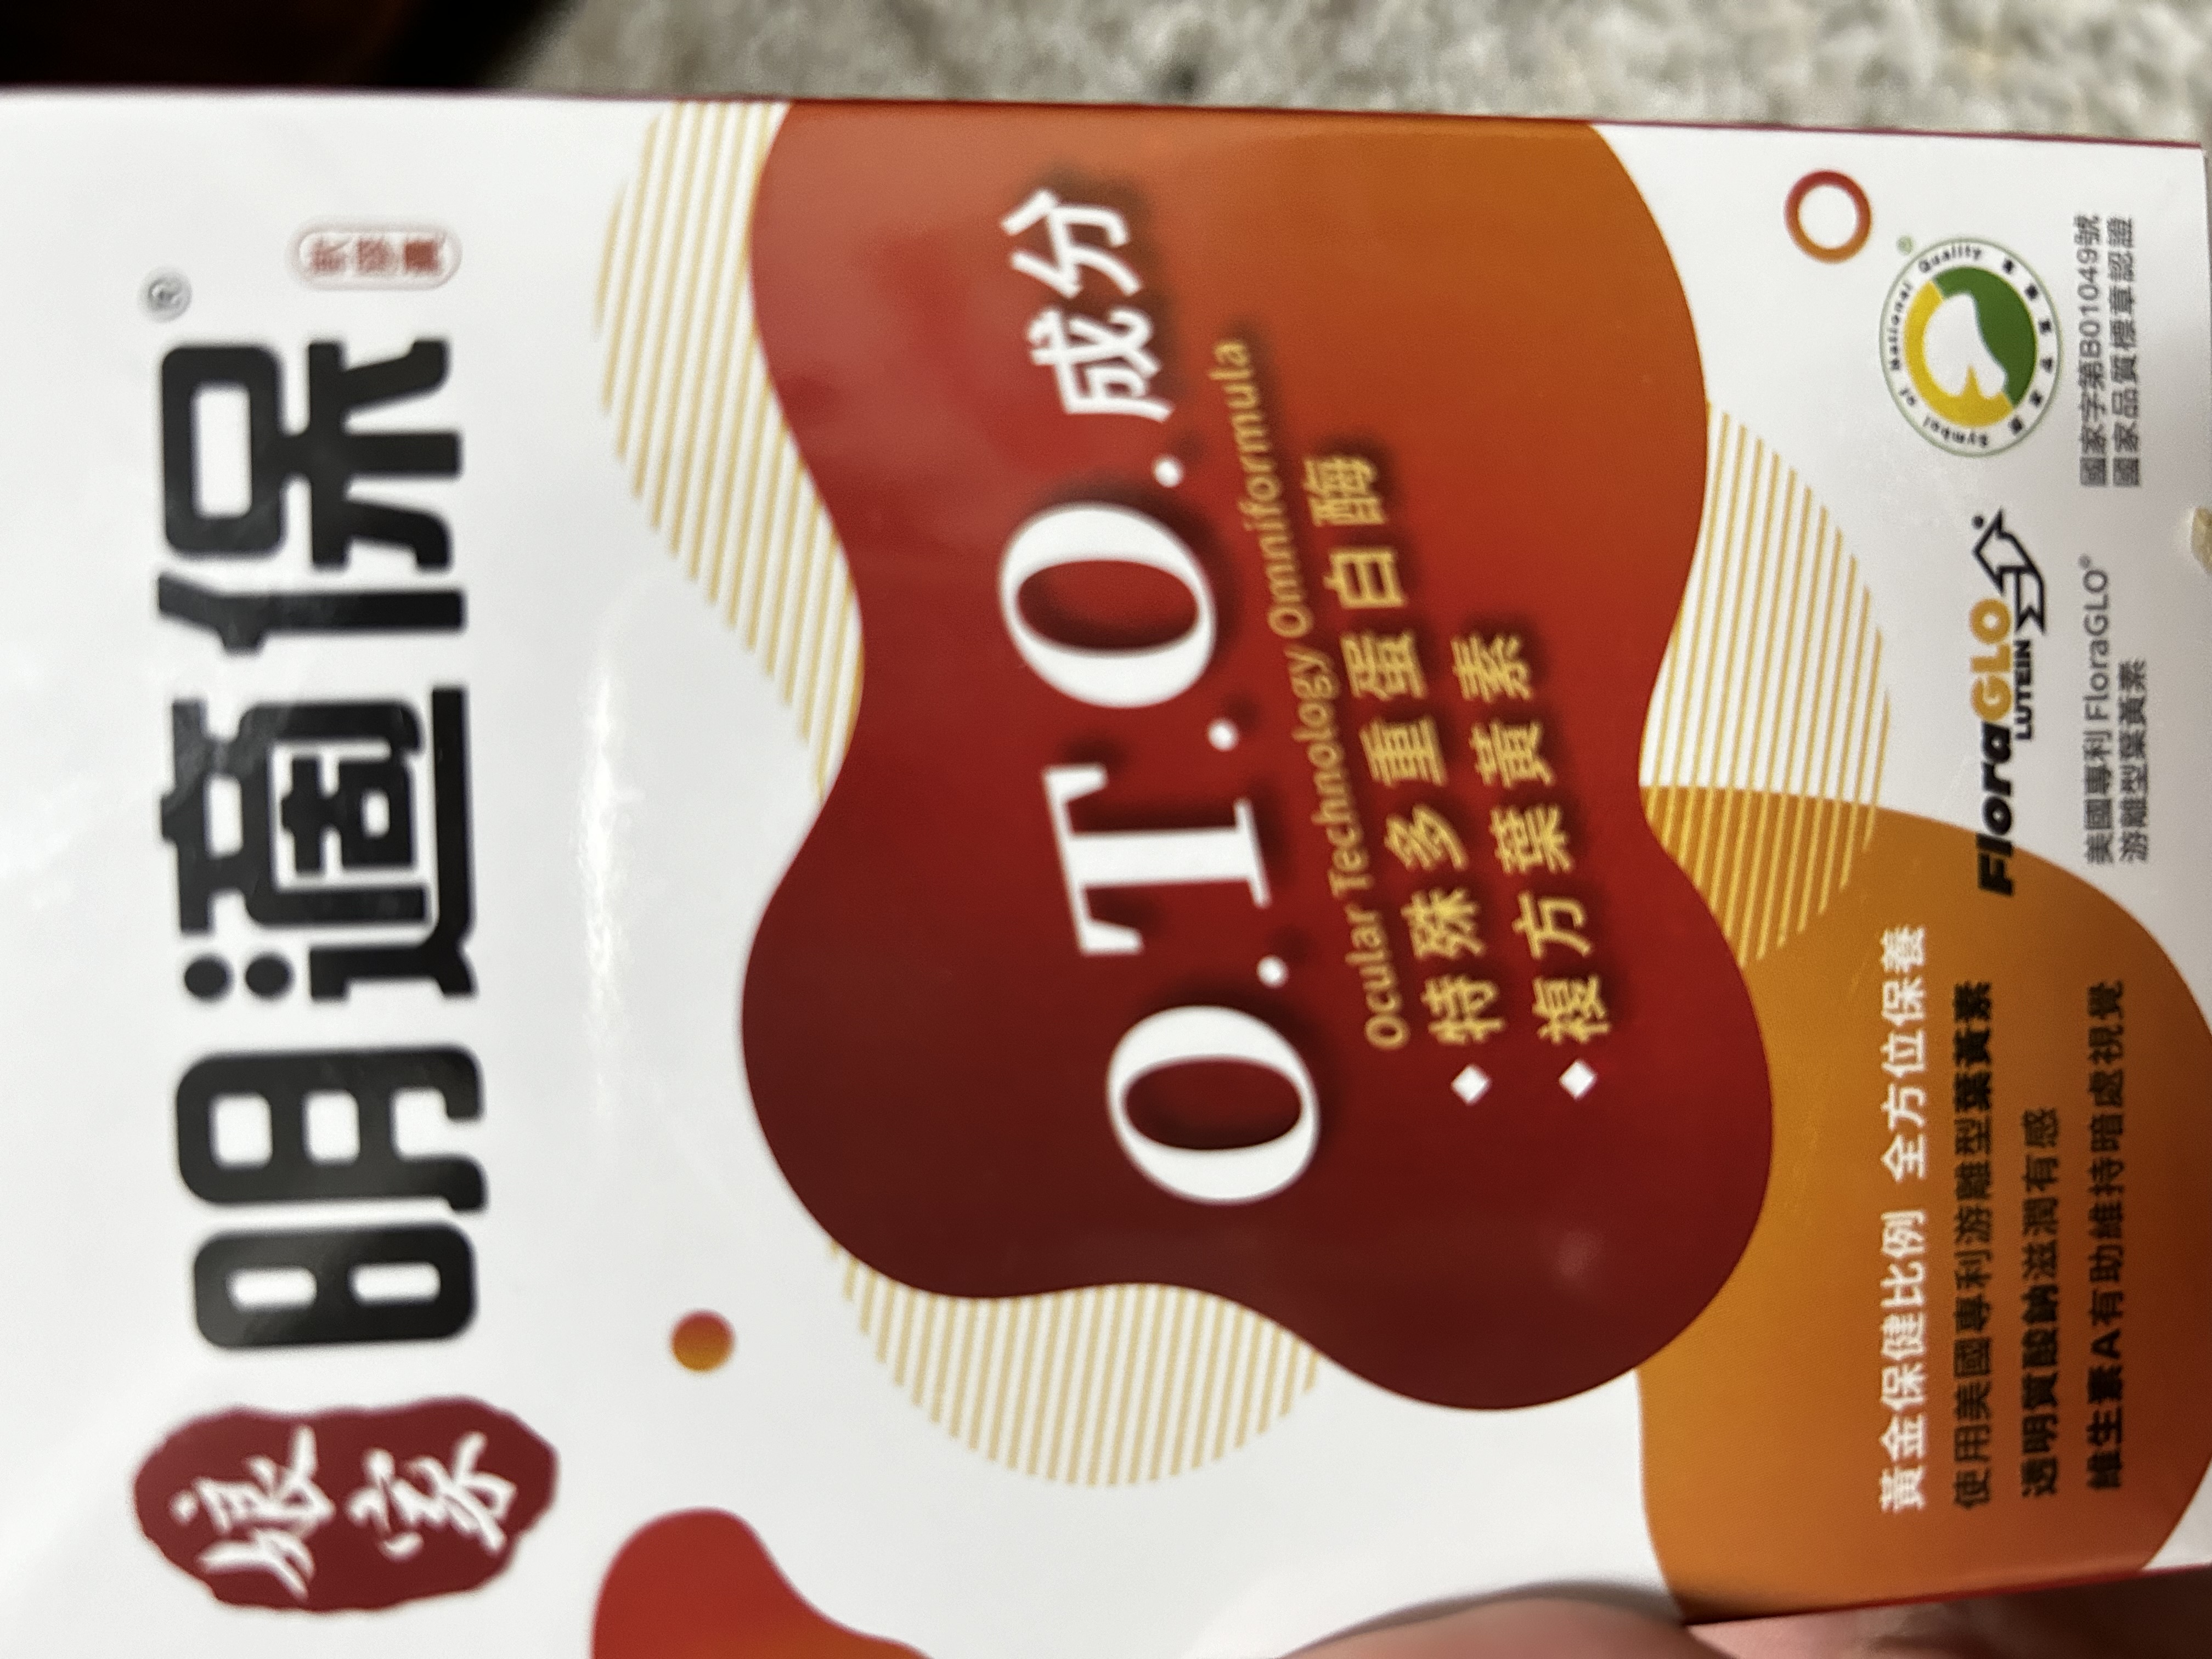 娘家
明適保®
O.T.O.成分
Ocular Technology Omniformula
◆特殊多重蛋白酶
◆複方葉黃素
黃金保健比例 全方位保養
使用美國專利游離型葉黃素
透明質酸鈉滋潤有感
維生素A有助維持暗處視覺
FloraGLO
LUTEIN
美國專利 FloraGLO®
游離型葉黃素
Symbol of National Quality
國家字第B01049號
國家品質標章認證